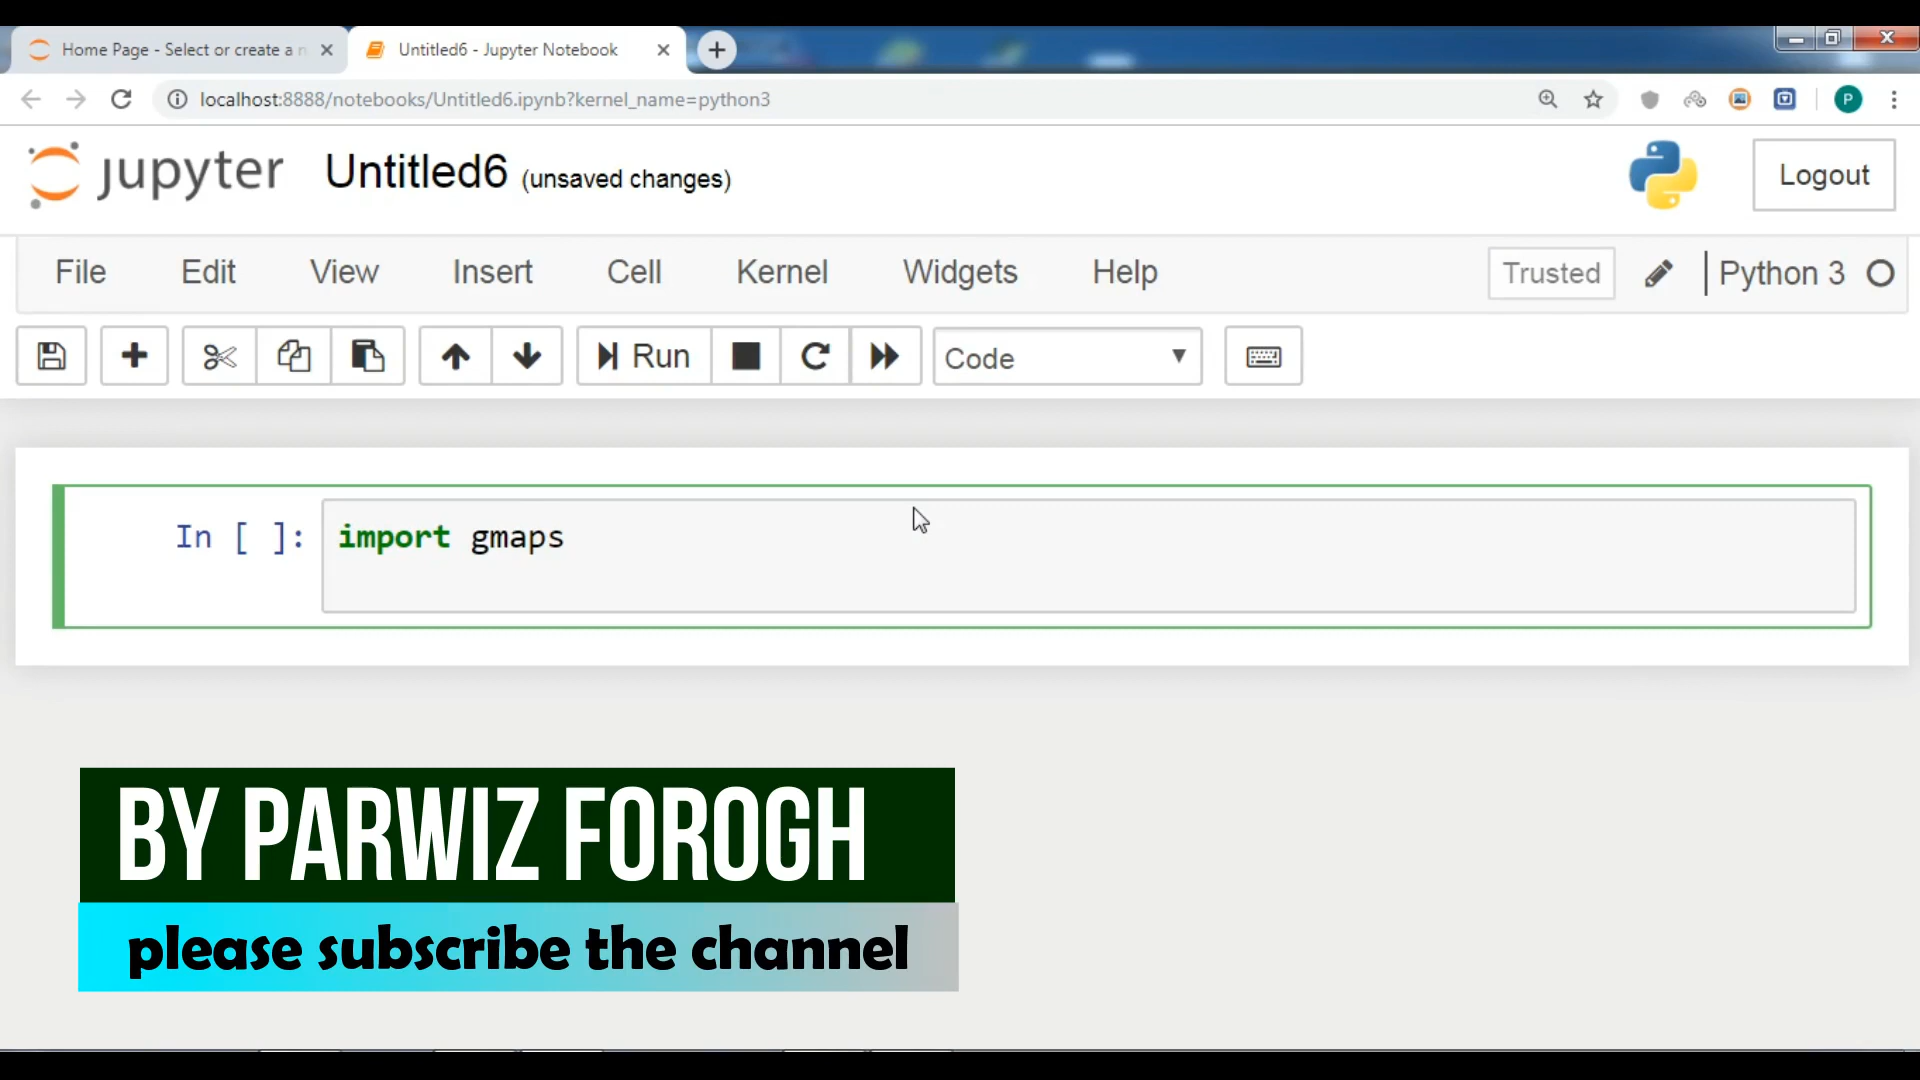 Home Page - Select or create a n
Untitled6 - Jupyter Notebook
localhost:8888/notebooks/Untitled6.ipynb?kernel_name=python3
P
jupyter Untitled6 (unsaved changes)
Logout
File Edit View Insert Cell Kernel Widgets Help
Trusted Python 3
Run Code
In [ ]: import gmaps
BY PARWIZ FOROGH
please subscribe the channel